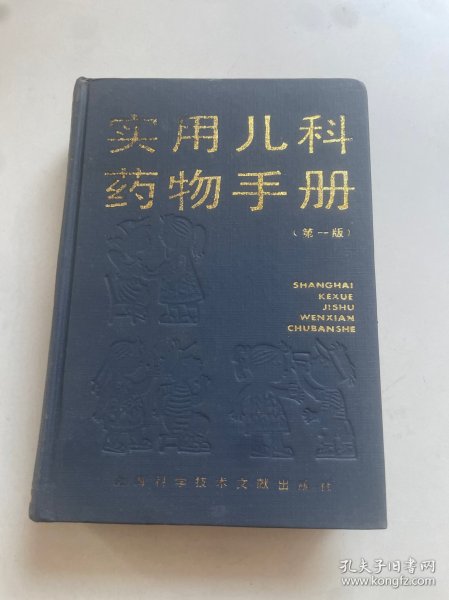 实用儿科
药物手册
（第一版）
SHANGHAI
KEXUE
JISHU
WENXIAN
CHUBANSHE
上海科学技术文献出版社
孔夫子旧书网
www.kongfz.com